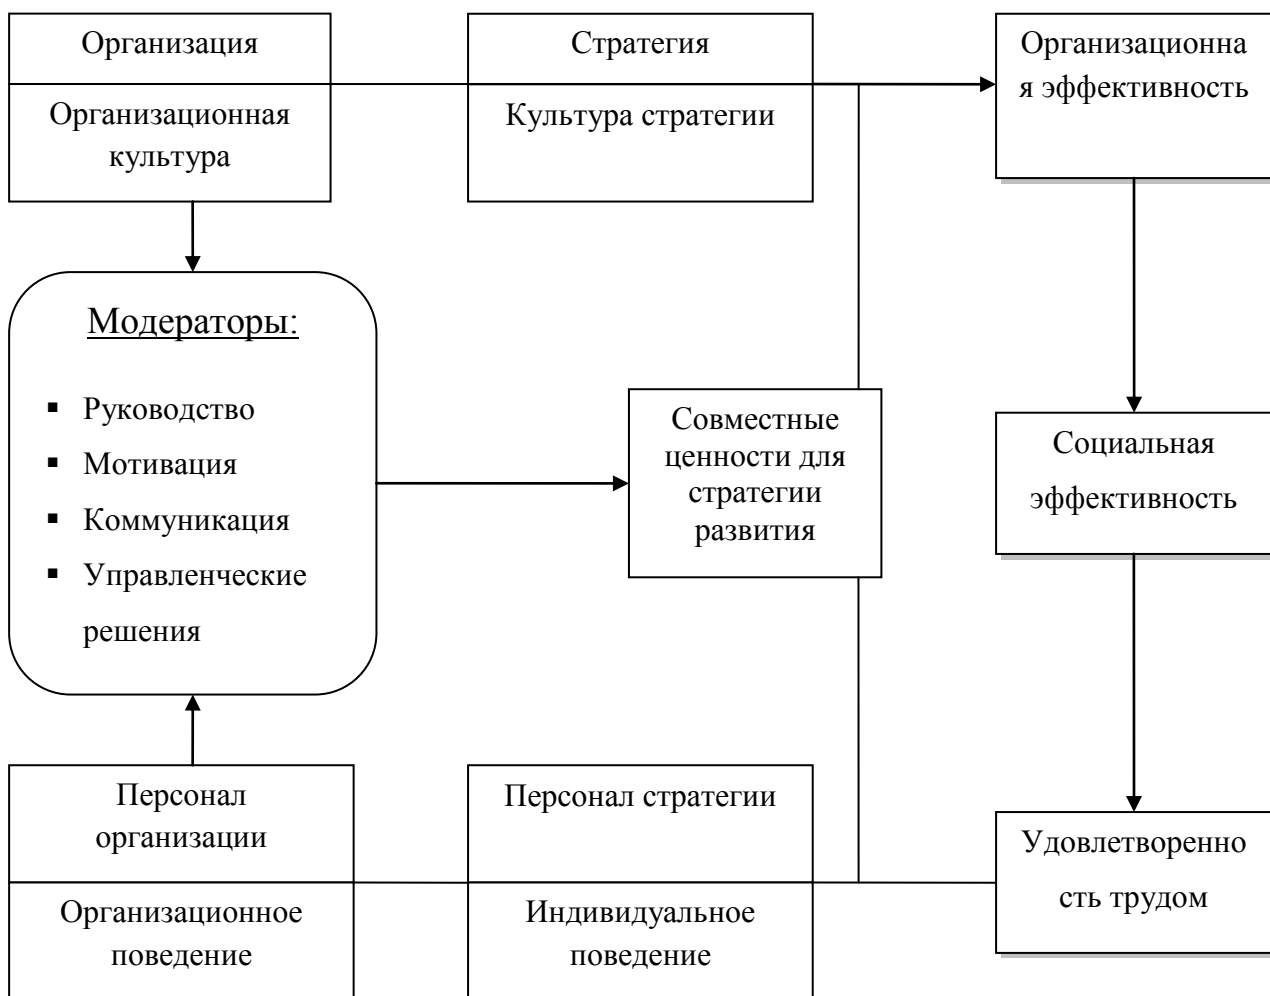 Организация
Стратегия
Организационна
я эффективность
Организационная
культура
Культура стратегии
Модераторы:
▪ Руководство
▪ Мотивация
▪ Коммуникация
▪ Управленческие
решения
Совместные
ценности для
стратегии
развития
Социальная
эффективность
Персонал
организации
Персонал стратегии
Удовлетворенно
сть трудом
Организационное
поведение
Индивидуальное
поведение